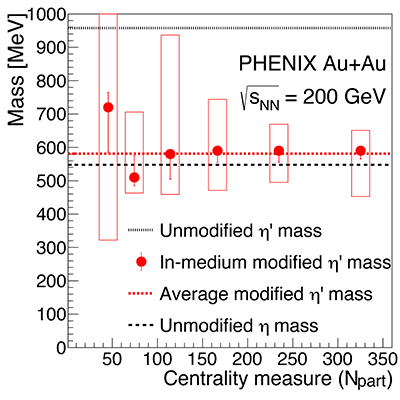 Mass [MeV]
1000
900
800
700
600
500
400
300
200
100
0
PHENIX Au+Au
√sNN = 200 GeV
Unmodified η' mass
In-medium modified η' mass
Average modified η' mass
Unmodified η mass
50 100 150 200 250 300 350
Centrality measure (Npart)